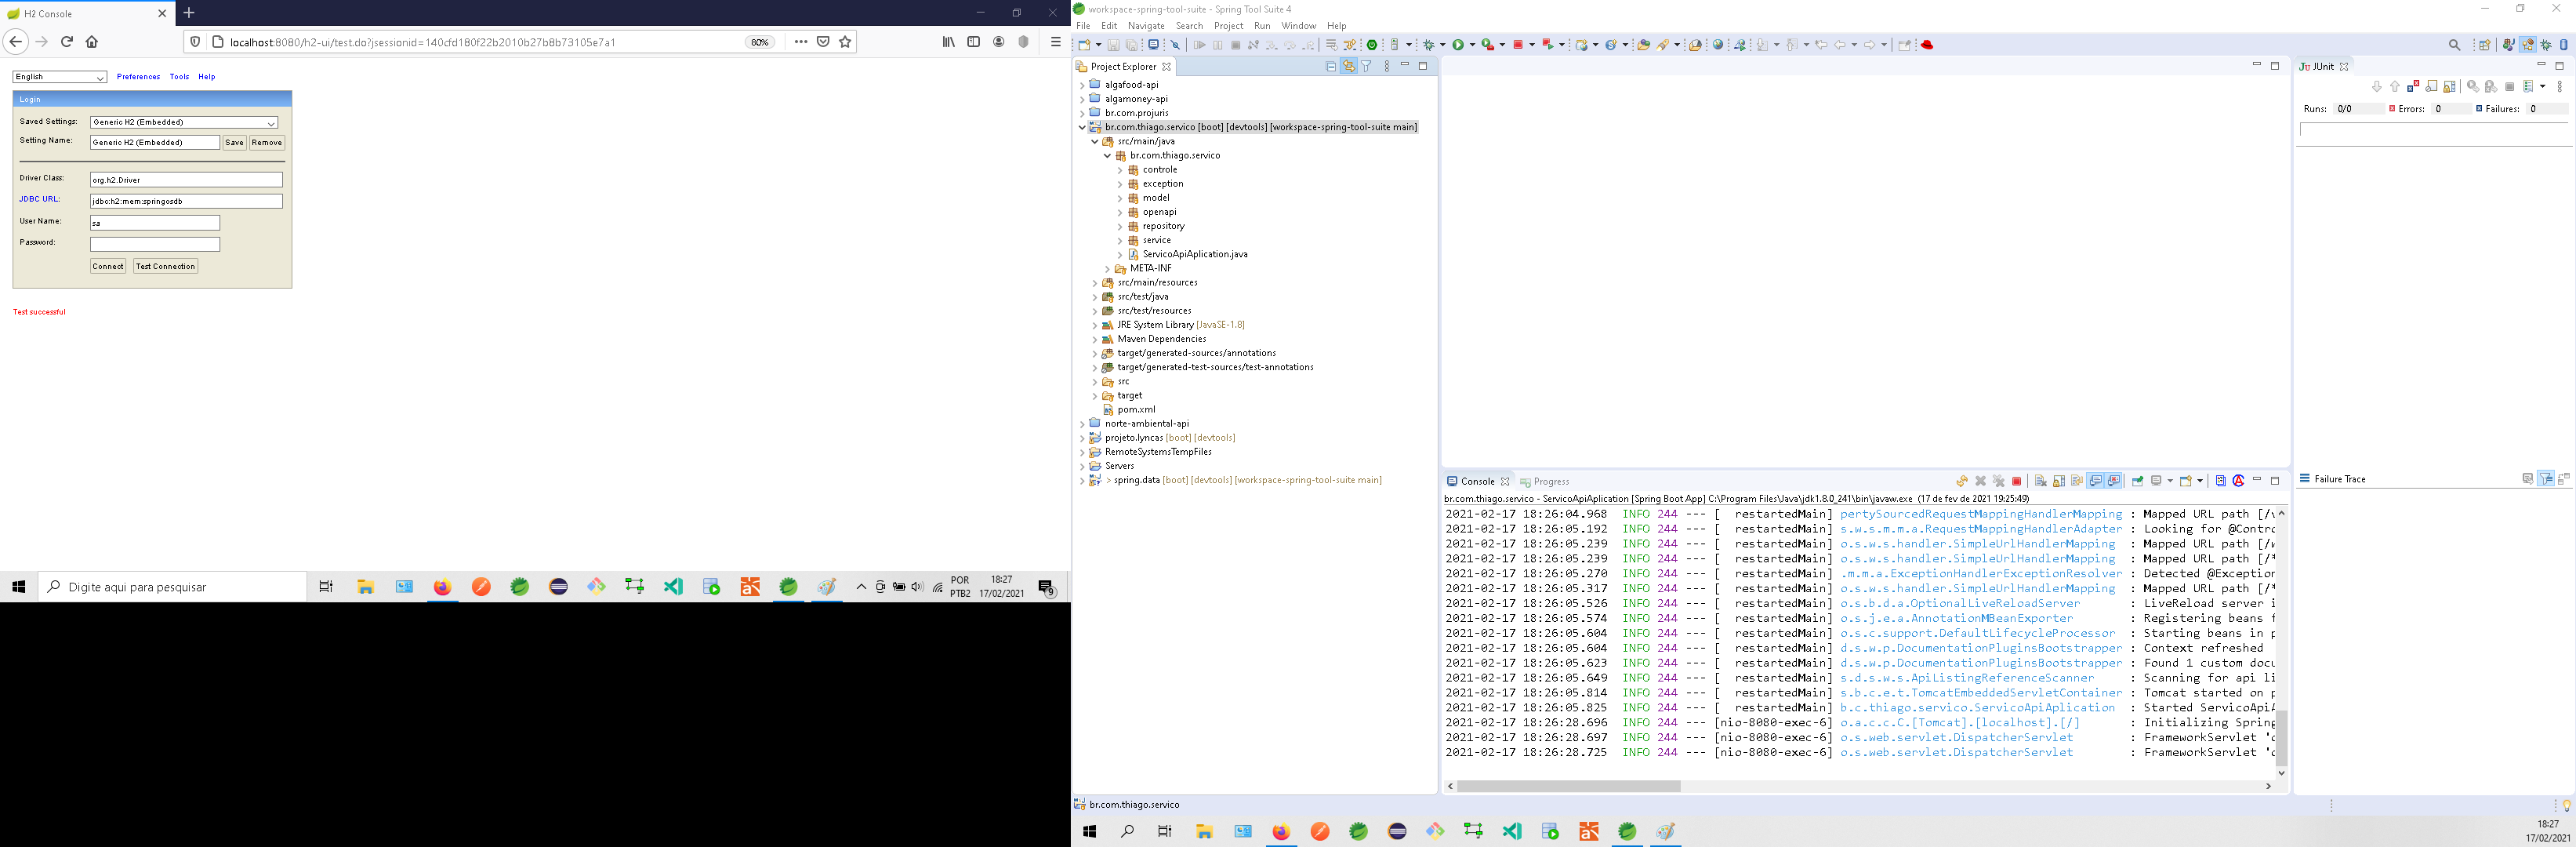 H2 Console
localhost:8080/h2-ui/test.do?jsessionid=140cfd180f22b2010b27b8b73105e7a1
80%
English
Preferences Tools Help
Login
Saved Settings: Generic H2 (Embedded)
Setting Name: Generic H2 (Embedded) Save Remove
Driver Class: org.h2.Driver
JDBC URL: jdbc:h2:mem:springosdb
User Name: sa
Password:
Connect Test Connection
Test successful
Digite aqui para pesquisar
POR
PTB2
18:27
17/02/2021
9
workspace-spring-tool-suite - Spring Tool Suite 4
File Edit Navigate Search Project Run Window Help
Project Explorer
algafood-api
algamoney-api
br.com.projuris
br.com.thiago.servico [boot] [devtools] [workspace-spring-tool-suite main]
src/main/java
br.com.thiago.servico
controle
exception
model
openapi
repository
service
ServicoApiAplication.java
META-INF
src/main/resources
src/test/java
src/test/resources
JRE System Library [JavaSE-1.8]
Maven Dependencies
target/generated-sources/annotations
target/generated-test-sources/test-annotations
src
target
pom.xml
norte-ambiental-api
projeto.lyncas [boot] [devtools]
RemoteSystemsTempFiles
Servers
> spring.data [boot] [devtools] [workspace-spring-tool-suite main]
Console Progress
br.com.thiago.servico - ServicoApiAplication [Spring Boot App] C:\Program Files\Java\jdk1.8.0_241\bin\javaw.exe (17 de fev de 2021 19:25:49)
2021-02-17 18:26:04.968 INFO 244 --- [ restartedMain] pertySourcedRequestMappingHandlerMapping : Mapped URL path [/v
2021-02-17 18:26:05.192 INFO 244 --- [ restartedMain] s.w.s.m.m.a.RequestMappingHandlerAdapter : Looking for @Contro
2021-02-17 18:26:05.239 INFO 244 --- [ restartedMain] o.s.w.s.handler.SimpleUrlHandlerMapping : Mapped URL path [/w
2021-02-17 18:26:05.239 INFO 244 --- [ restartedMain] o.s.w.s.handler.SimpleUrlHandlerMapping : Mapped URL path [/*
2021-02-17 18:26:05.270 INFO 244 --- [ restartedMain] .m.m.a.ExceptionHandlerExceptionResolver : Detected @Exception
2021-02-17 18:26:05.317 INFO 244 --- [ restartedMain] o.s.w.s.handler.SimpleUrlHandlerMapping : Mapped URL path [/*
2021-02-17 18:26:05.526 INFO 244 --- [ restartedMain] o.s.b.d.a.OptionalLiveReloadServer : LiveReload server i
2021-02-17 18:26:05.574 INFO 244 --- [ restartedMain] o.s.j.e.a.AnnotationMBeanExporter : Registering beans f
2021-02-17 18:26:05.604 INFO 244 --- [ restartedMain] o.s.c.support.DefaultLifecycleProcessor : Starting beans in p
2021-02-17 18:26:05.604 INFO 244 --- [ restartedMain] d.s.w.p.DocumentationPluginsBootstrapper : Context refreshed
2021-02-17 18:26:05.623 INFO 244 --- [ restartedMain] d.s.w.p.DocumentationPluginsBootstrapper : Found 1 custom docu
2021-02-17 18:26:05.649 INFO 244 --- [ restartedMain] s.d.s.w.s.ApiListingReferenceScanner : Scanning for api li
2021-02-17 18:26:05.814 INFO 244 --- [ restartedMain] s.b.c.e.t.TomcatEmbeddedServletContainer : Tomcat started on p
2021-02-17 18:26:05.825 INFO 244 --- [ restartedMain] b.c.thiago.servico.ServicoApiAplication : Started ServicoApiA
2021-02-17 18:26:28.696 INFO 244 --- [nio-8080-exec-6] o.a.c.c.C.[Tomcat].[localhost].[/] : Initializing Spring
2021-02-17 18:26:28.697 INFO 244 --- [nio-8080-exec-6] o.s.web.servlet.DispatcherServlet : FrameworkServlet 'd
2021-02-17 18:26:28.725 INFO 244 --- [nio-8080-exec-6] o.s.web.servlet.DispatcherServlet : FrameworkServlet 'd
JUnit
Runs: 0/0 Errors: 0 Failures: 0
Failure Trace
br.com.thiago.servico
18:27
17/02/2021